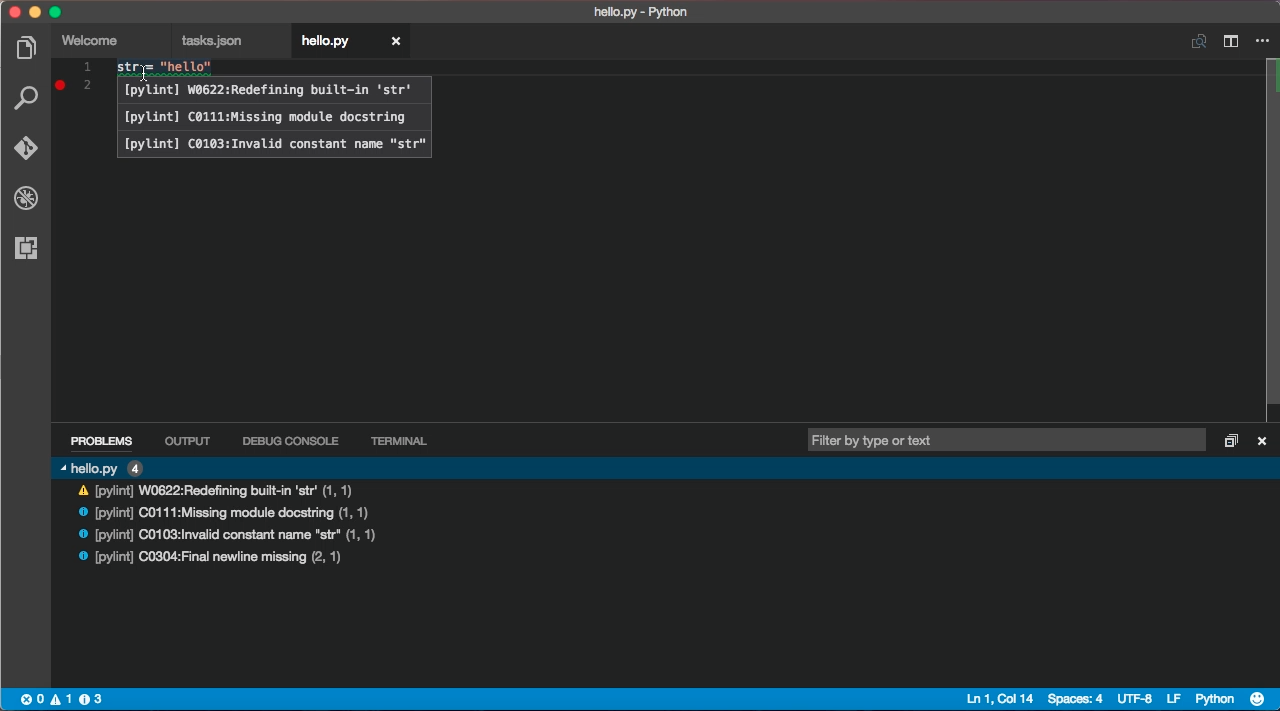 hello.py - Python
Welcome tasks.json hello.py
1 str = "hello"
2
[pylint] W0622:Redefining built-in 'str'
[pylint] C0111:Missing module docstring
[pylint] C0103:Invalid constant name "str"
PROBLEMS OUTPUT DEBUG CONSOLE TERMINAL Filter by type or text
hello.py 4
[pylint] W0622:Redefining built-in 'str' (1, 1)
[pylint] C0111:Missing module docstring (1, 1)
[pylint] C0103:Invalid constant name "str" (1, 1)
[pylint] C0304:Final newline missing (2, 1)
0 1 3 Ln 1, Col 14 Spaces: 4 UTF-8 LF Python